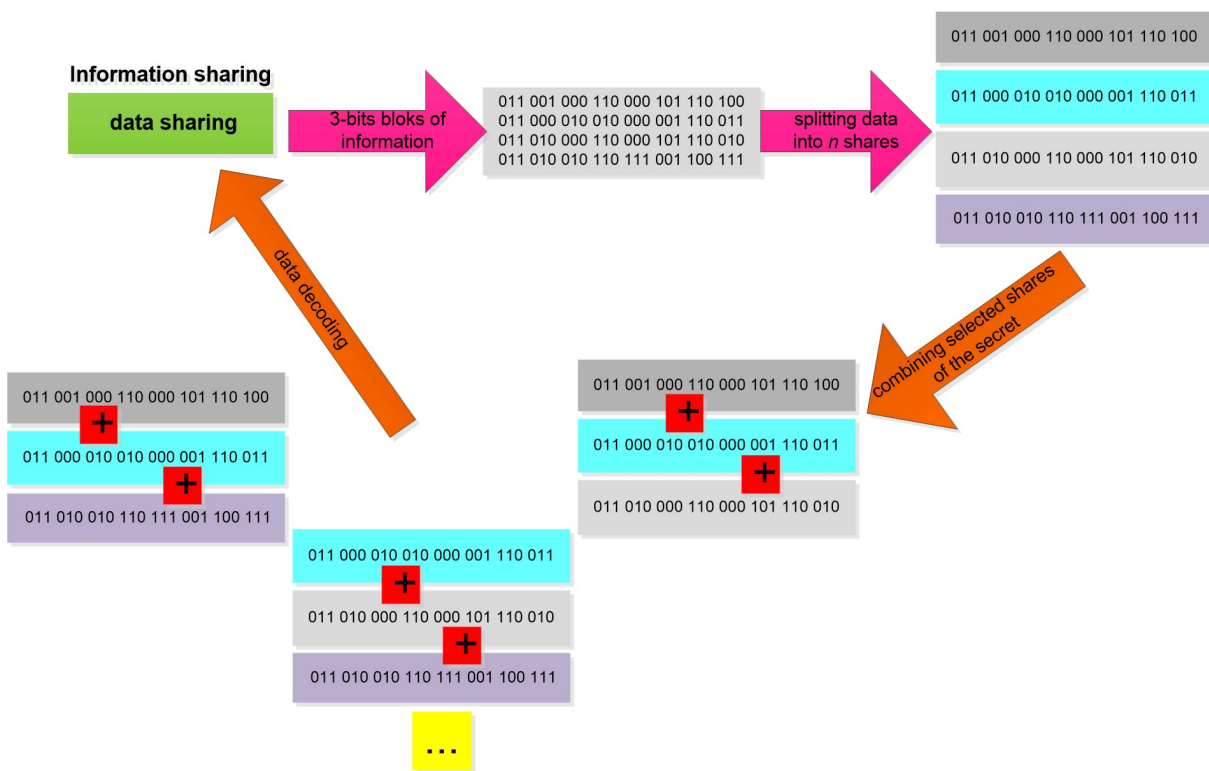 Information sharing
data sharing
3-bits bloks of
information
011 001 000 110 000 101 110 100
011 000 010 010 000 001 110 011
011 010 000 110 000 101 110 010
011 010 010 110 111 001 100 111
splitting data
into n shares
011 001 000 110 000 101 110 100
011 000 010 010 000 001 110 011
011 010 000 110 000 101 110 010
011 010 010 110 111 001 100 111
combining selected shares
of the secret
011 001 000 110 000 101 110 100
+
011 000 010 010 000 001 110 011
+
011 010 000 110 000 101 110 010
011 000 010 010 000 001 110 011
+
011 010 000 110 000 101 110 010
+
011 010 010 110 111 001 100 111
...
011 001 000 110 000 101 110 100
+
011 000 010 010 000 001 110 011
+
011 010 010 110 111 001 100 111
data decoding